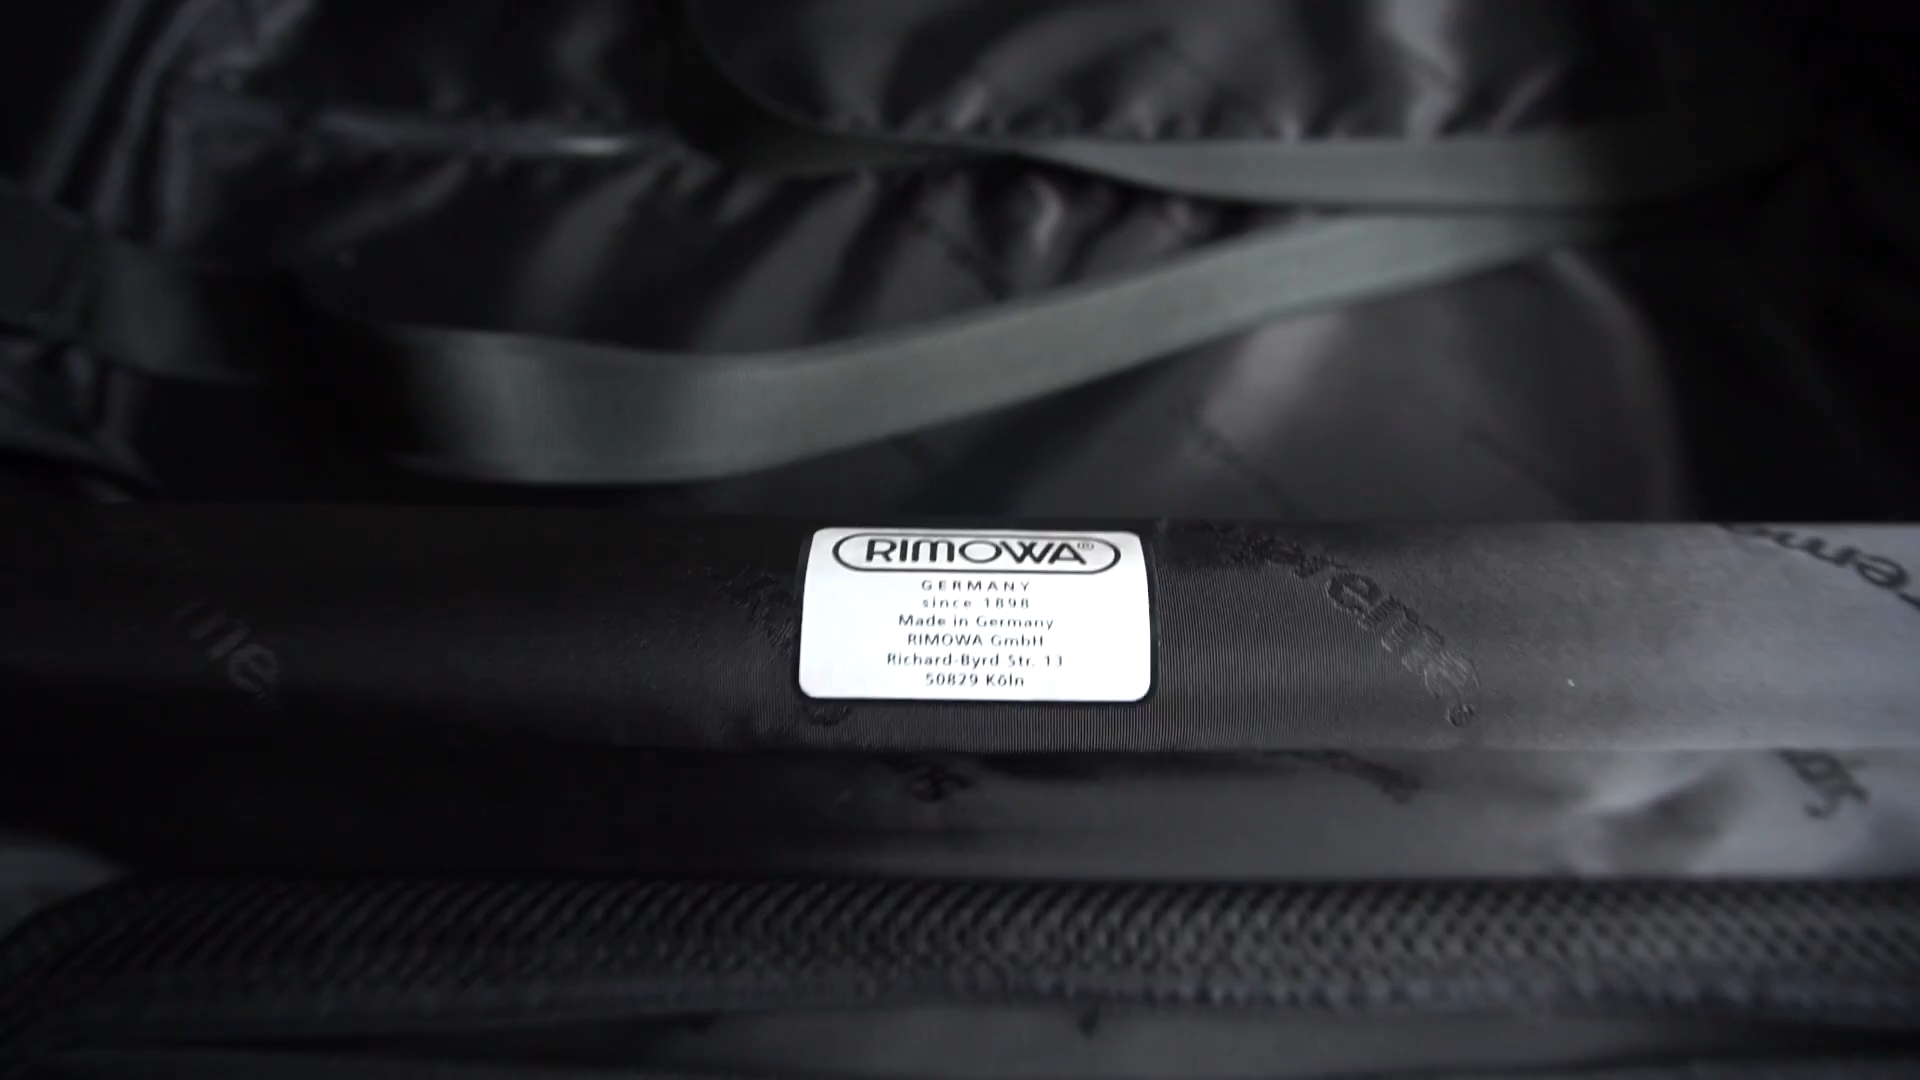 RIMOWA®
GERMANY
since 1898
Made in Germany
RIMOWA GmbH
Richard-Byrd Str. 13
50829 Köln